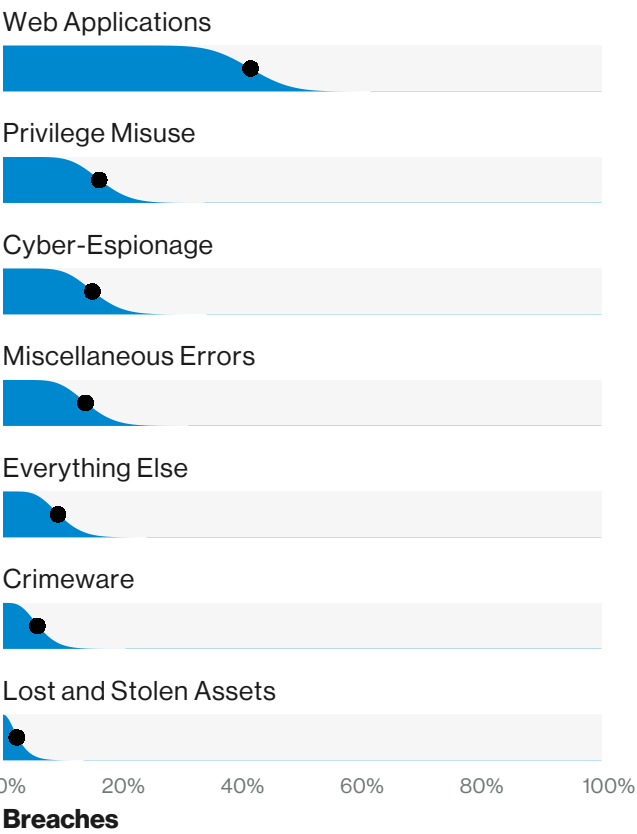 Web Applications
Privilege Misuse
Cyber-Espionage
Miscellaneous Errors
Everything Else
Crimeware
Lost and Stolen Assets
0% 20% 40% 60% 80% 100%
Breaches